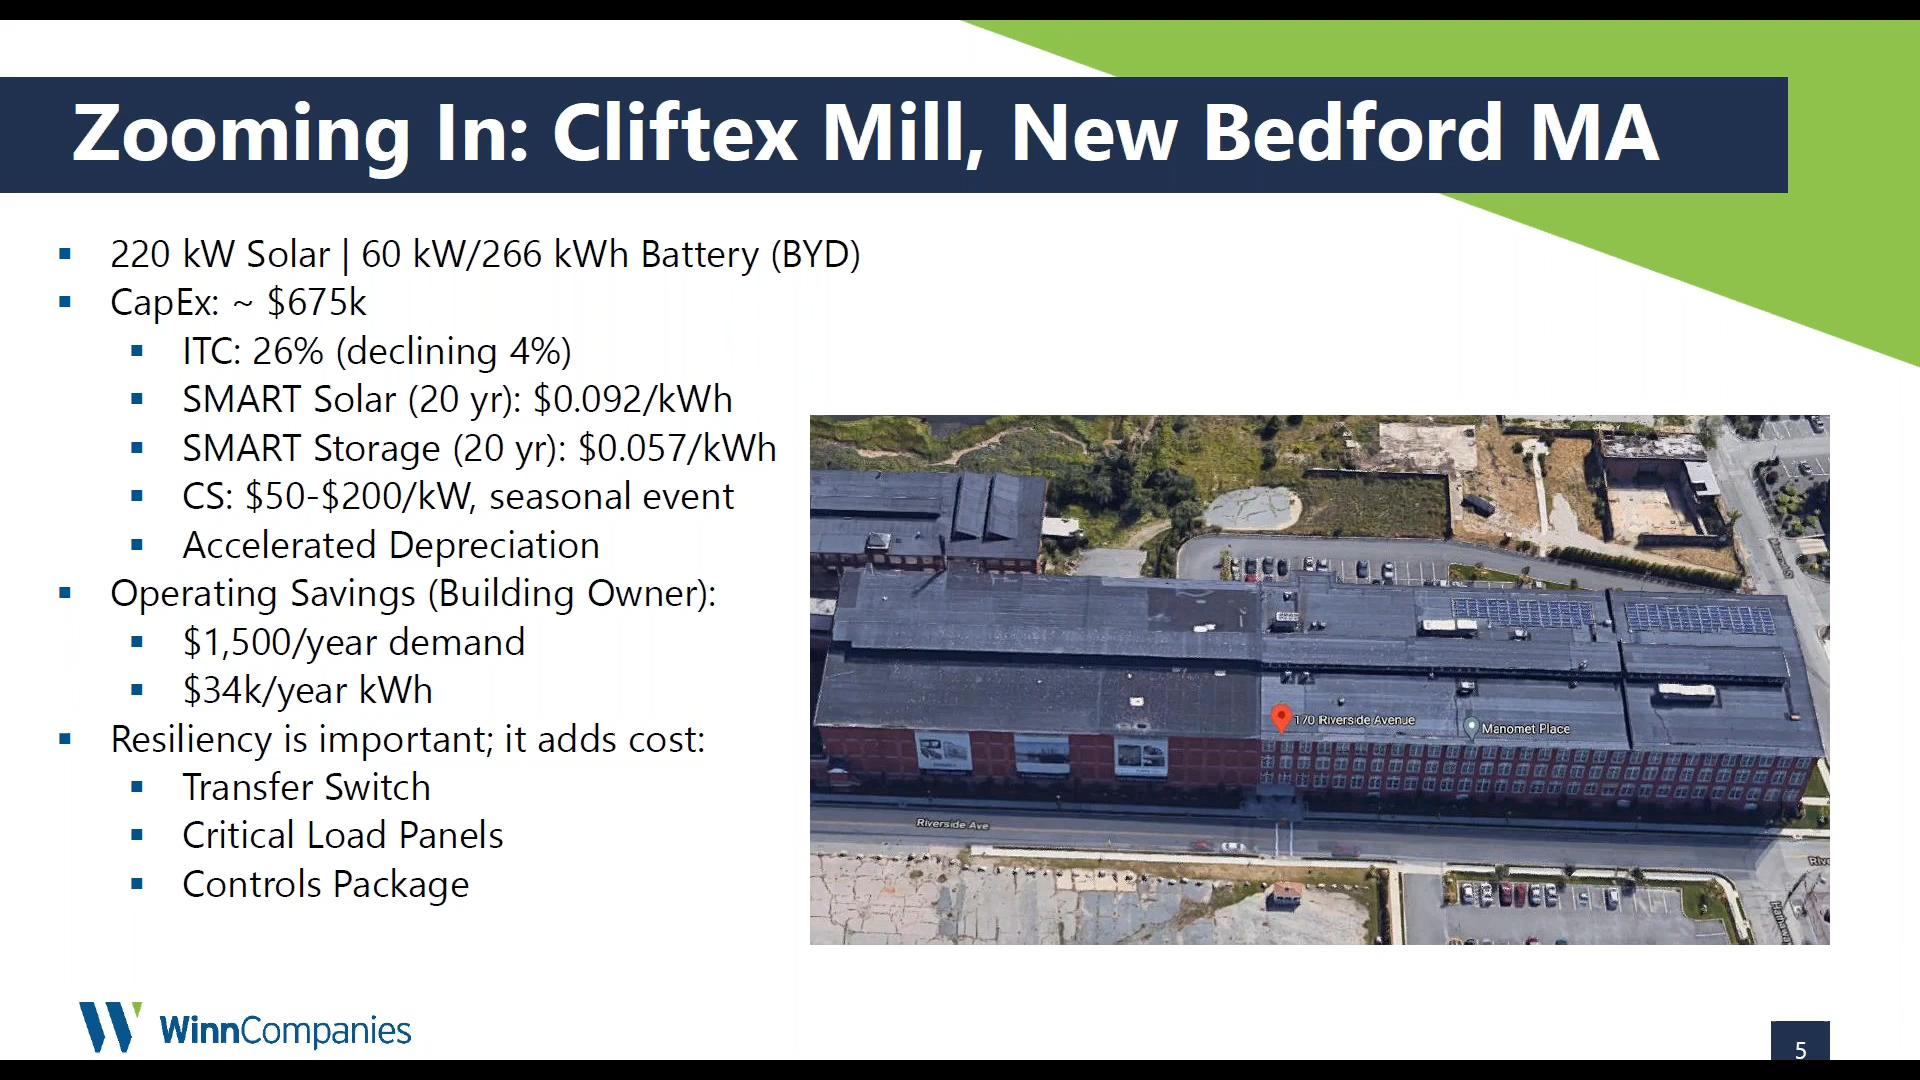 Zooming In: Cliftex Mill, New Bedford MA
220 kW Solar | 60 kW/266 kWh Battery (BYD)
CapEx: ~ $675k
ITC: 26% (declining 4%)
SMART Solar (20 yr): $0.092/kWh
SMART Storage (20 yr): $0.057/kWh
CS: $50-$200/kW, seasonal event
Accelerated Depreciation
Operating Savings (Building Owner):
$1,500/year demand
$34k/year kWh
Resiliency is important; it adds cost:
Transfer Switch
Critical Load Panels
Controls Package
170 Riverside Avenue
Manomet Place
Riverside Ave
WinnCompanies
5